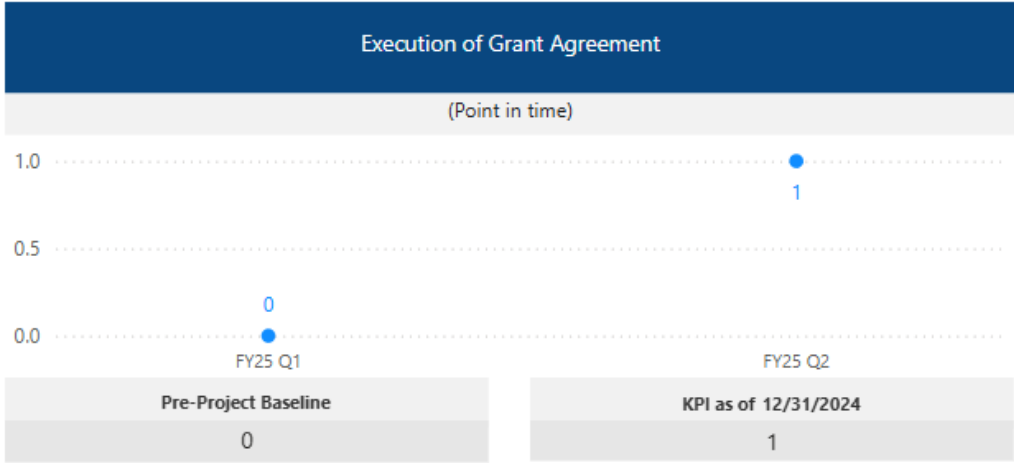 Execution of Grant Agreement
(Point in time)
1.0
1
0.5
0
0.0
FY25 Q1 FY25 Q2
Pre-Project Baseline KPI as of 12/31/2024
0 1